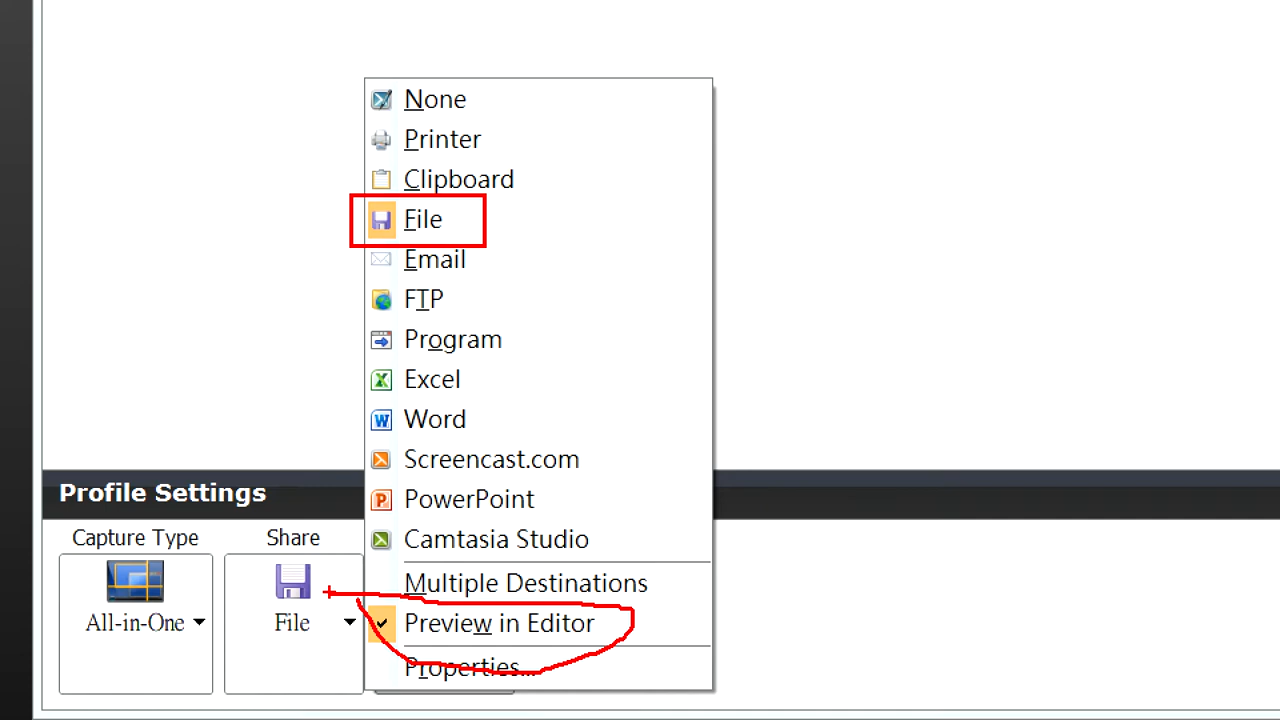 None
Printer
Clipboard
File
Email
FTP
Program
Excel
Word
Screencast.com
PowerPoint
Camtasia Studio
Multiple Destinations
Preview in Editor
Properties...
Profile Settings
Capture Type
Share
All-in-One
File